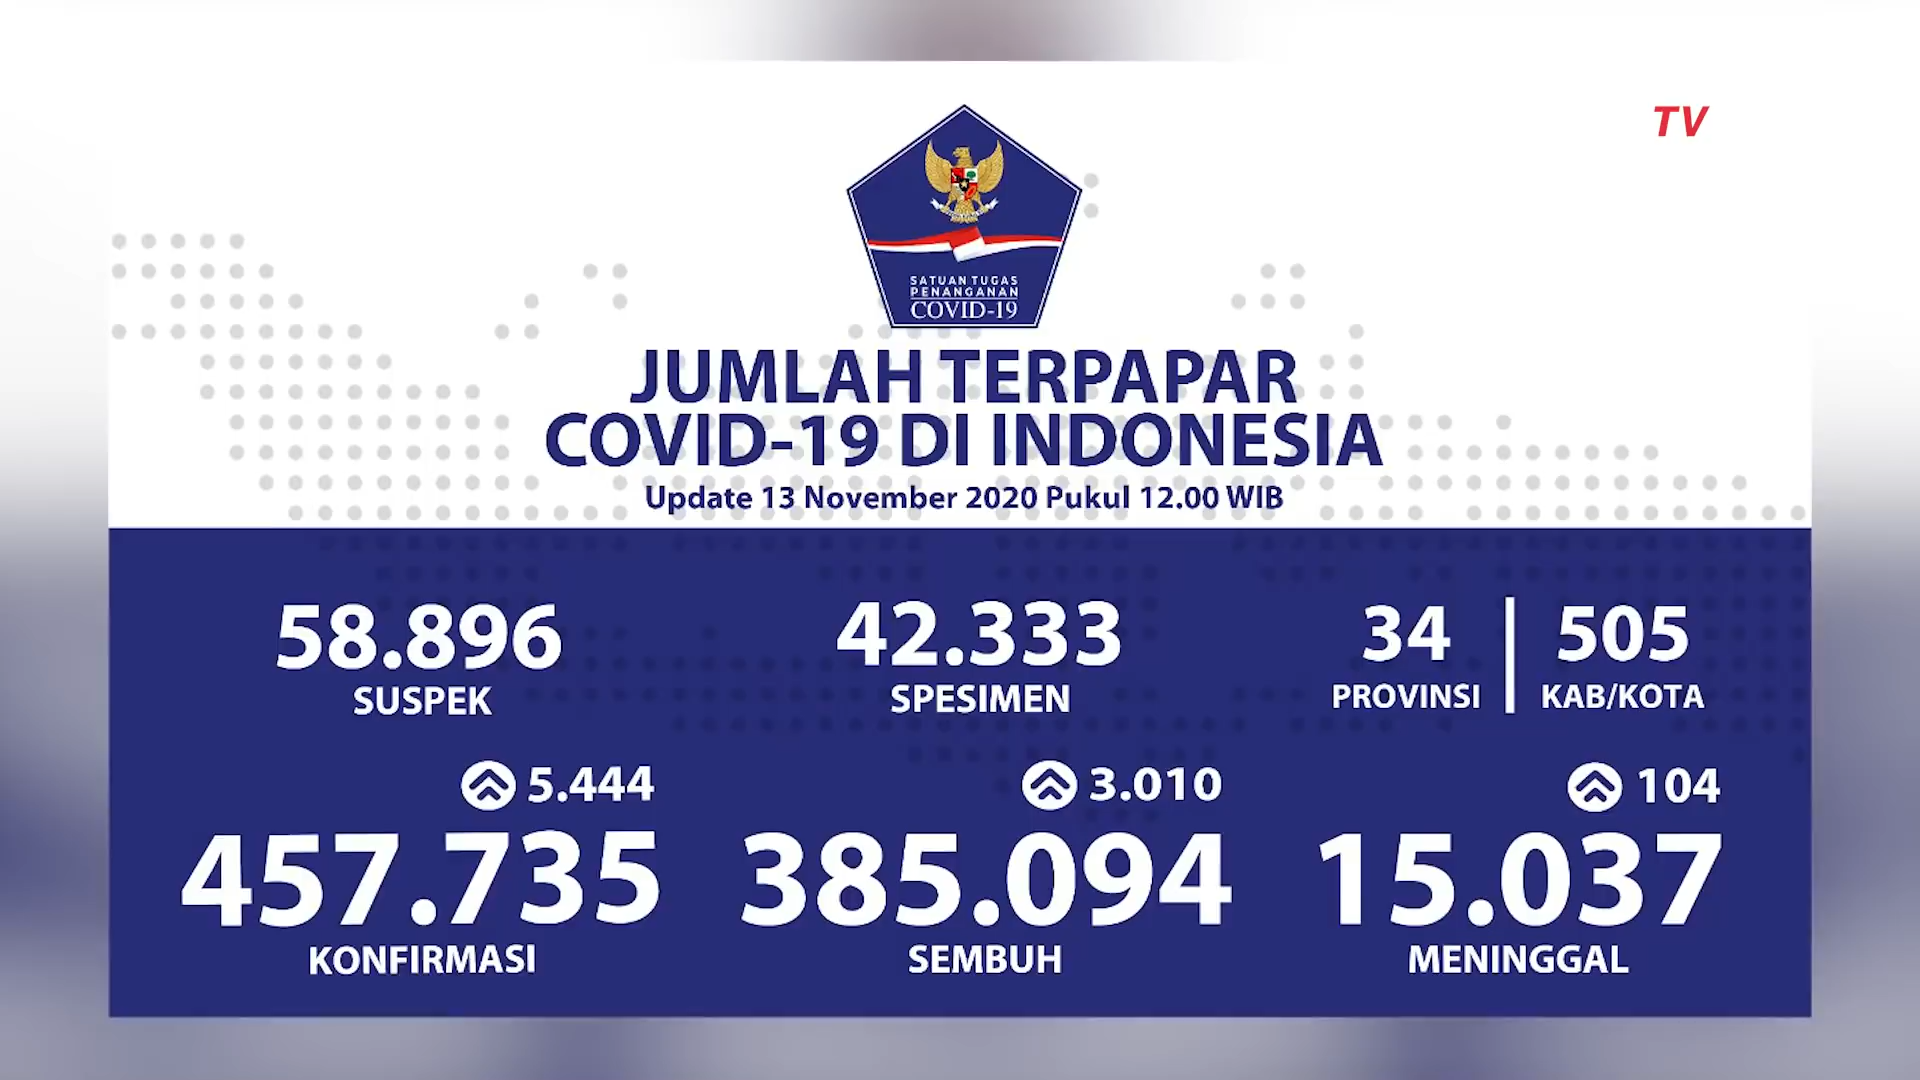 TV
SATUAN TUGAS
PENANGANAN
COVID-19
JUMLAH TERPAPAR
COVID-19 DI INDONESIA
Update 13 November 2020 Pukul 12.00 WIB
58.896
SUSPEK
42.333
SPESIMEN
34
PROVINSI
505
KAB/KOTA
5.444
457.735
KONFIRMASI
3.010
385.094
SEMBUH
104
15.037
MENINGGAL